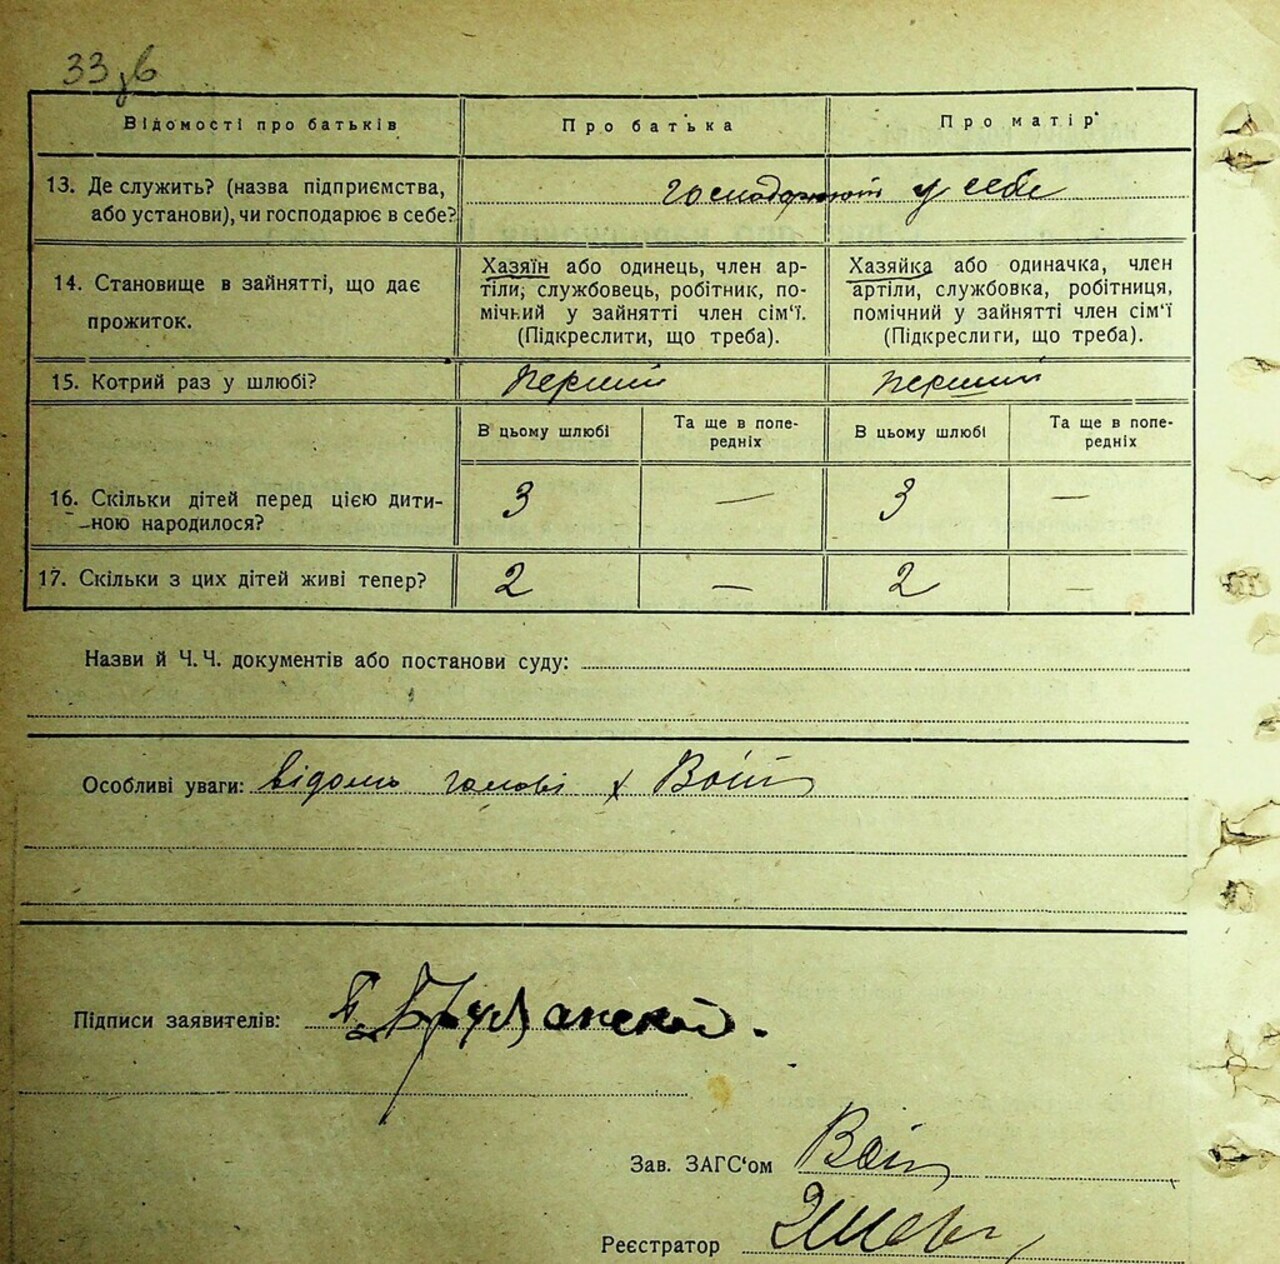 33 зв
Відомості про батьків
Про батька
Про матір
13. Де служить? (назва підприємства,
або установи), чи господарює в себе?
господарюють у себе
14. Становище в зайнятті, що дає
прожиток.
Хазяїн або одинець, член ар-
тіли, службовець, робітник, по-
мічний у зайнятті член сім'ї.
(Підкреслити, що треба).
Хазяйка або одиначка, член
артіли, службовка, робітниця,
помічний у зайнятті член сім'ї
(Підкреслити, що треба).
15. Котрий раз у шлюбі?
перший
перший
В цьому шлюбі
Та ще в попе-
редніх
В цьому шлюбі
Та ще в попе-
редніх
16. Скільки дітей перед цією дити-
ною народилося?
3
—
3
—
17. Скільки з цих дітей живі тепер?
2
—
2
—
Назви й Ч. Ч. документів або постанови суду:
Особливі уваги: відомо голові х
Підписи заявителів:
Зав. ЗАГС'ом
Реєстратор